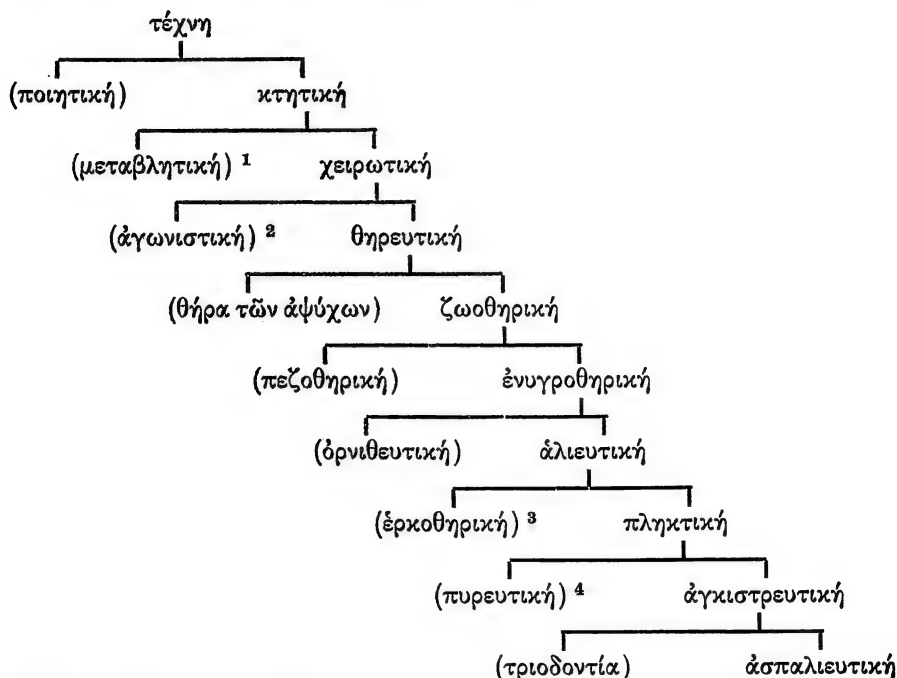 τέχνη
(ποιητική) κτητική
(μεταβλητική) ¹ χειρωτική
(ἀγωνιστική) ² θηρευτική
(θήρα τῶν ἀψύχων) ζωοθηρική
(πεζοθηρική) ἐνυγροθηρική
(ὀρνιθευτική) ἁλιευτική
(ἑρκοθηρική) ³ πληκτική
(πυρευτική) ⁴ ἀγκιστρευτική
(τριοδοντία) ἀσπαλιευτική